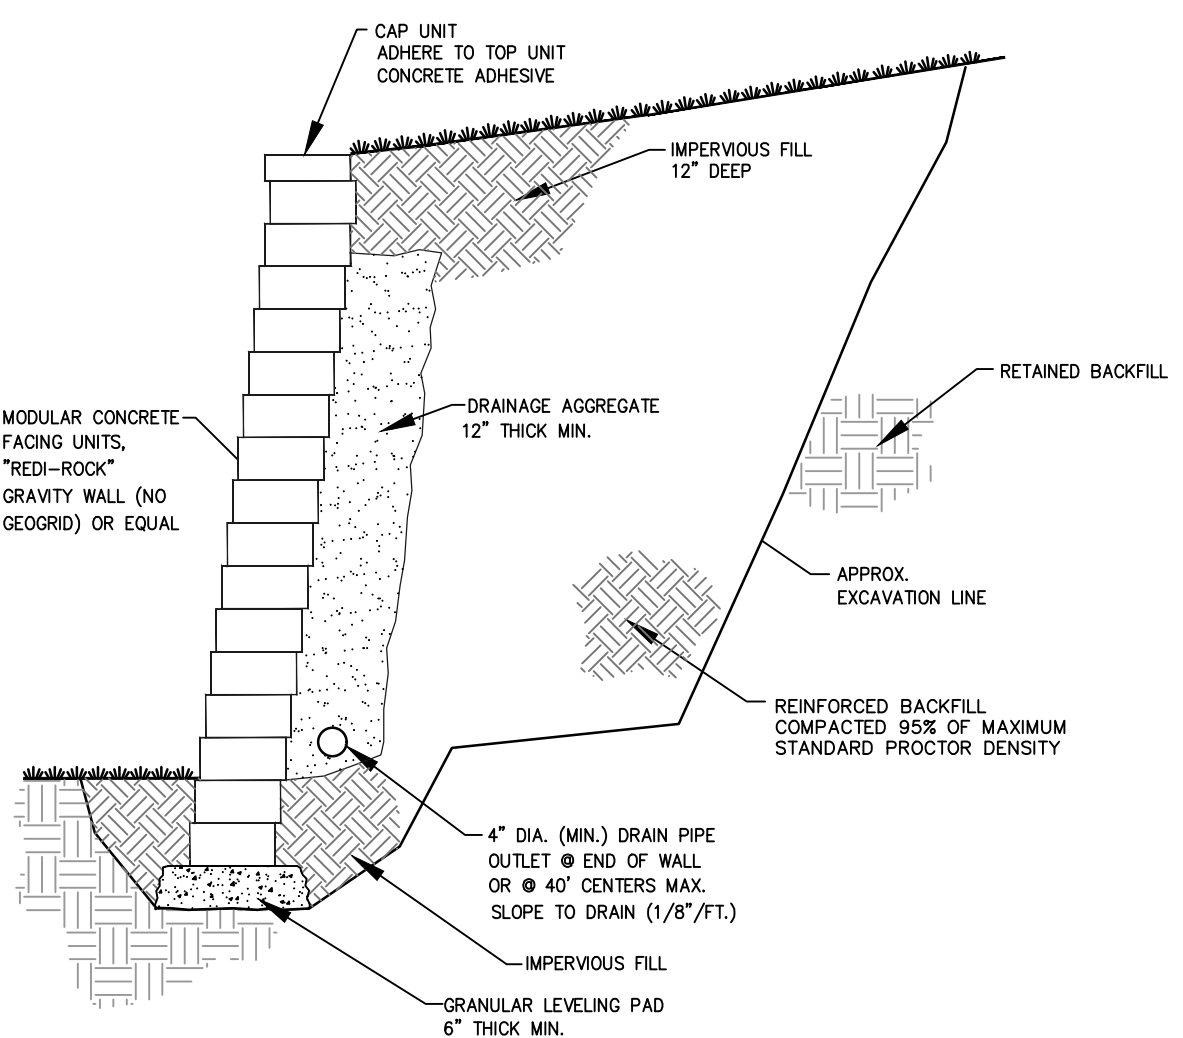 CAP UNIT
ADHERE TO TOP UNIT
CONCRETE ADHESIVE
IMPERVIOUS FILL
12" DEEP
RETAINED BACKFILL
DRAINAGE AGGREGATE
12" THICK MIN.
MODULAR CONCRETE
FACING UNITS,
"REDI-ROCK"
GRAVITY WALL (NO
GEOGRID) OR EQUAL
APPROX.
EXCAVATION LINE
REINFORCED BACKFILL
COMPACTED 95% OF MAXIMUM
STANDARD PROCTOR DENSITY
4" DIA. (MIN.) DRAIN PIPE
OUTLET @ END OF WALL
OR @ 40' CENTERS MAX.
SLOPE TO DRAIN (1/8"/FT.)
IMPERVIOUS FILL
GRANULAR LEVELING PAD
6" THICK MIN.